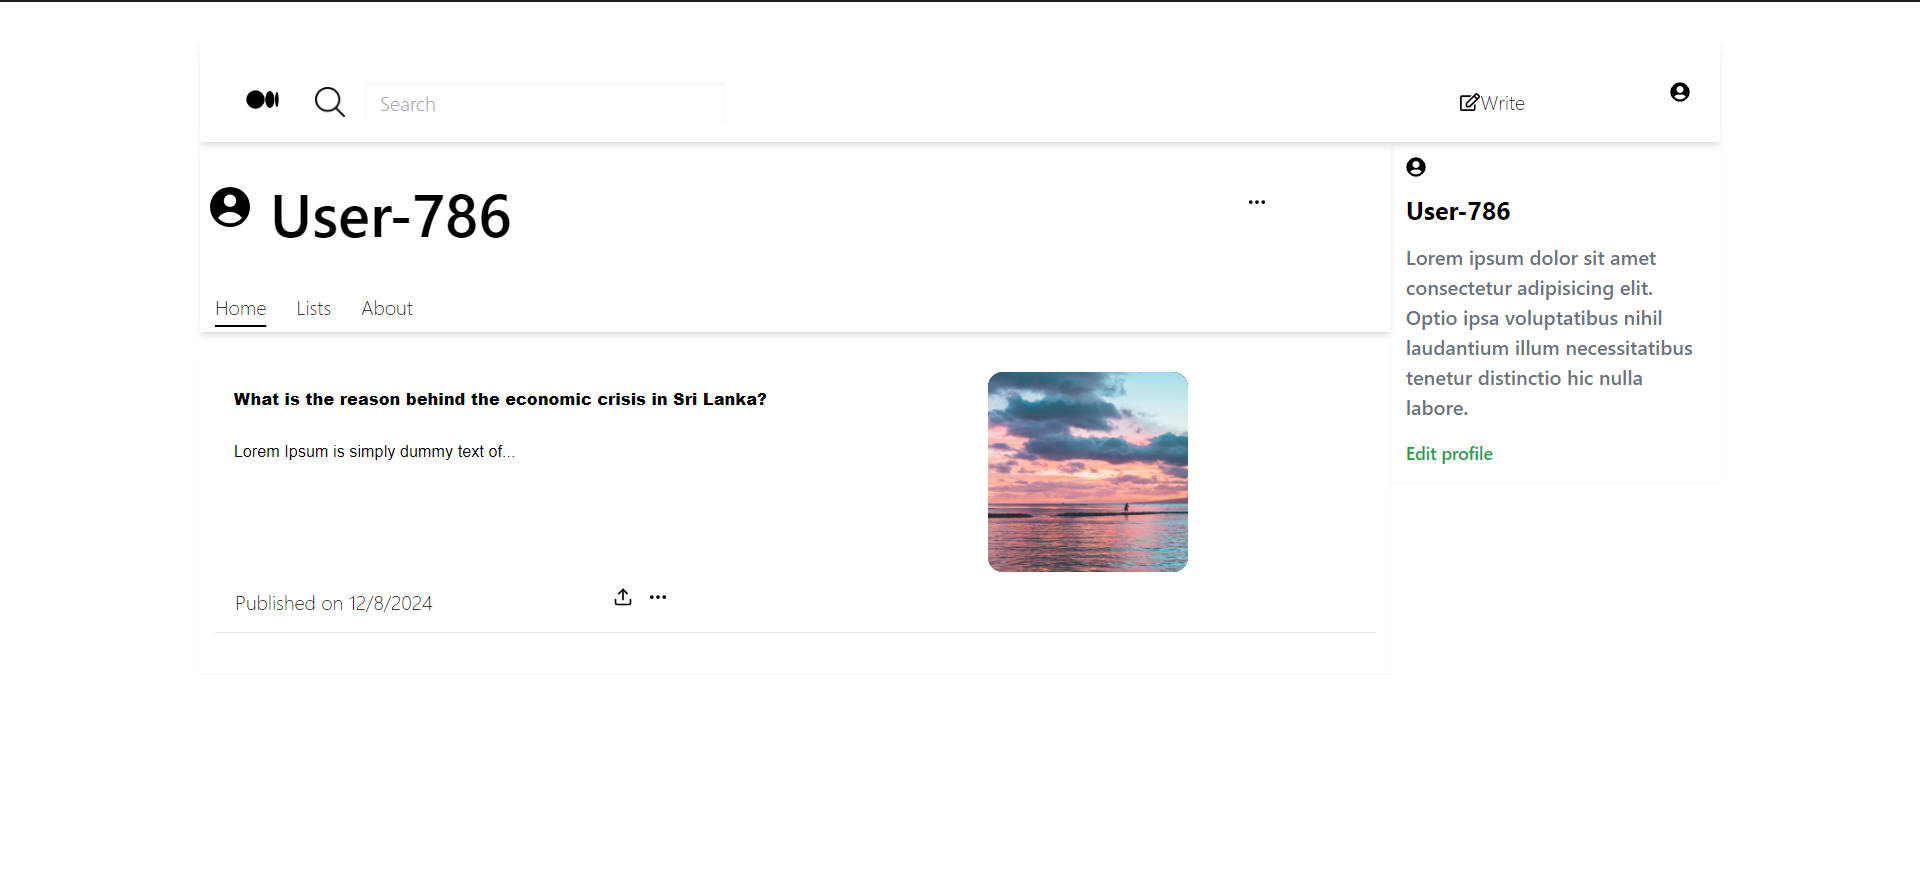 Search
Write
User-786
Home Lists About
What is the reason behind the economic crisis in Sri Lanka?
Lorem Ipsum is simply dummy text of...
Published on 12/8/2024
User-786
Lorem ipsum dolor sit amet
consectetur adipisicing elit.
Optio ipsa voluptatibus nihil
laudantium illum necessitatibus
tenetur distinctio hic nulla
labore.
Edit profile